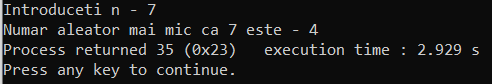 Introduceti n - 7
Numar aleator mai mic ca 7 este - 4
Process returned 35 (0x23)   execution time : 2.929 s
Press any key to continue.